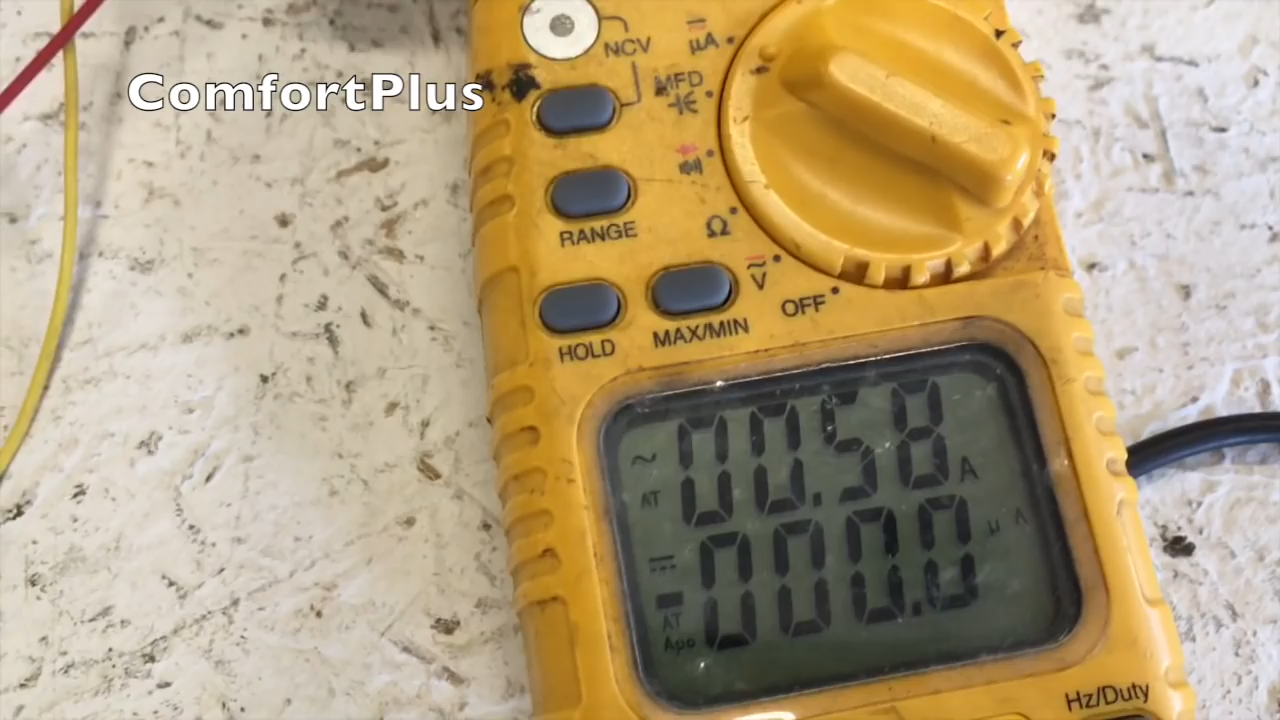 ComfortPlus
NCV
µA
MFD
RANGE
Ω
V
OFF
HOLD
MAX/MIN
~
AT
00.58
A
µA
-000.0
AT
Apo
Hz/Duty